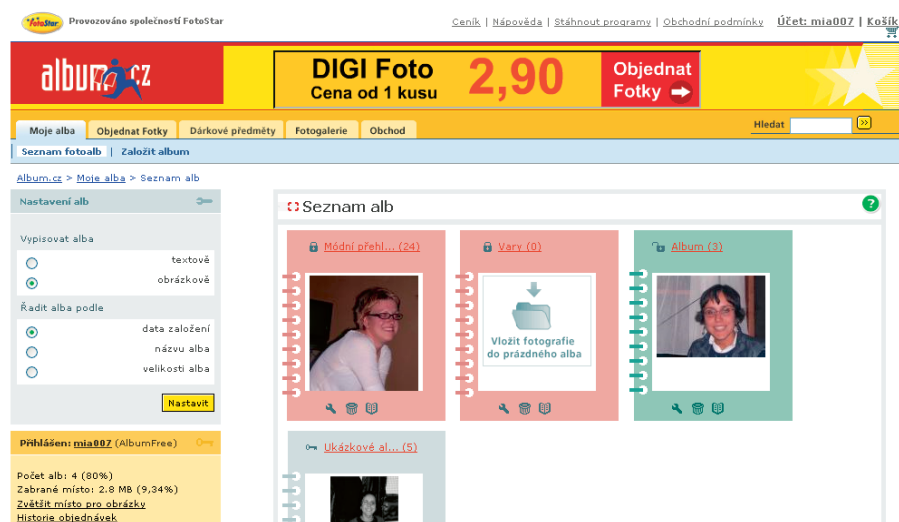 FotoStar
Provozováno společností FotoStar
Ceník | Nápověda | Stáhnout programy | Obchodní podmínky
Účet: mia007 | Košík
album.cz
DIGI Foto
Cena od 1 kusu
2,90
Objednat
Fotky
Moje alba
Objednat Fotky
Dárkové předměty
Fotogalerie
Obchod
Hledat
Seznam fotoalb | Založit album
Album.cz > Moje alba > Seznam alb
Nastavení alb
Vypisovat alba
textově
obrázkově
Řadit alba podle
data založení
názvu alba
velikosti alba
Nastavit
Přihlášen: mia007 (AlbumFree)
Počet alb: 4 (80%)
Zabrané místo: 2.8 MB (9,34%)
Zvětšit místo pro obrázky
Historie objednávek
Seznam alb
?
Módní přehl... (24)
Vary (0)
Album (3)
Vložit fotografie
do prázdného alba
Ukázkové al... (5)